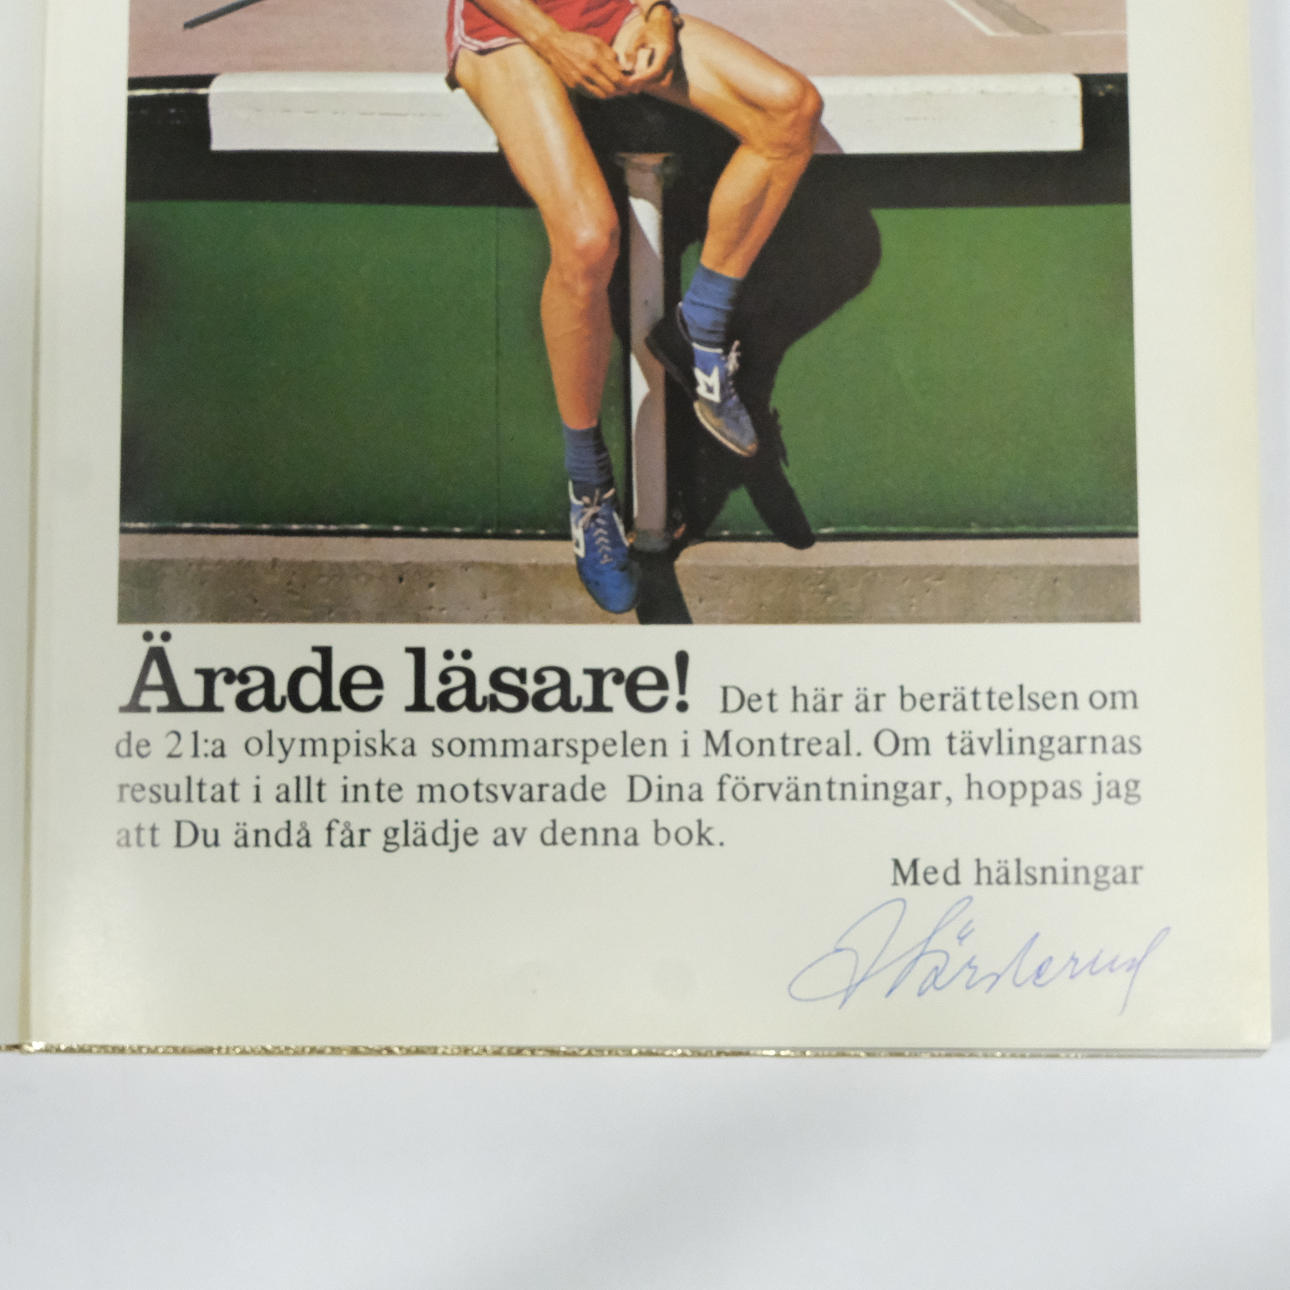 Ärade läsare! Det här är berättelsen om
de 21:a olympiska sommarspelen i Montreal. Om tävlingarnas
resultat i allt inte motsvarade Dina förväntningar, hoppas jag
att Du ändå får glädje av denna bok.
Med hälsningar
Härderud